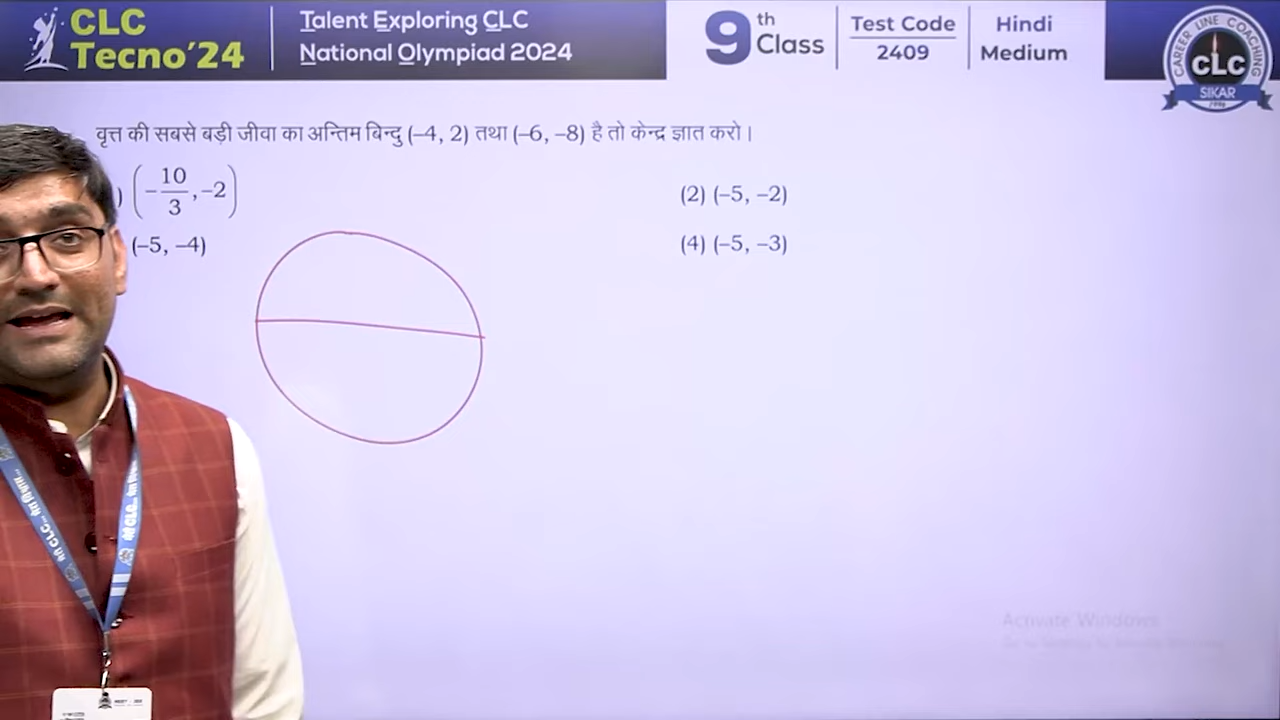 CLC
Tecno'24
Talent Exploring CLC
National Olympiad 2024
9th Class
Test Code
2409
Hindi
Medium
CAREER LINE COACHING
CLC
SIKAR
1996
वृत्त की सबसे बड़ी जीवा का अन्तिम बिन्दु (–4, 2) तथा (–6, –8) है तो केन्द्र ज्ञात करो।
) (–10/3, –2)
(2) (–5, –2)
(–5, –4)
(4) (–5, –3)
Activate Windows